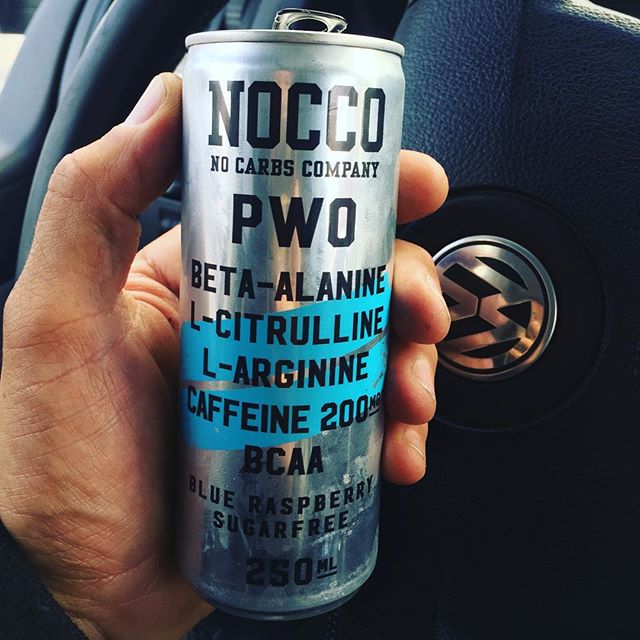 NOCCO
NO CARBS COMPANY
PWO
BETA-ALANINE
L-CITRULLINE
L-ARGININE
CAFFEINE 200MG
BCAA
BLUE RASPBERRY
SUGARFREE
250ML